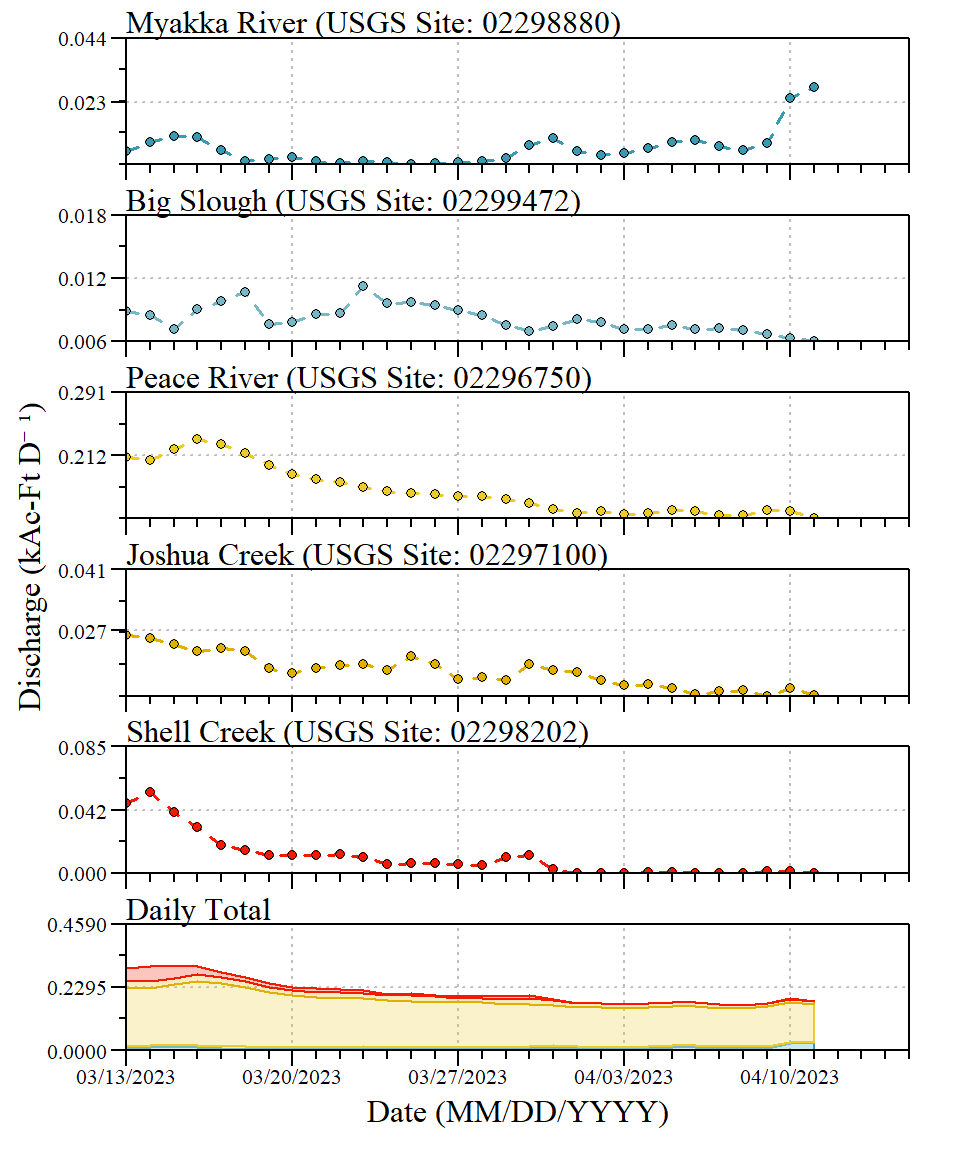 Myakka River (USGS Site: 02298880)
0.044
0.023
Big Slough (USGS Site: 02299472)
0.018
0.012
0.006
Peace River (USGS Site: 02296750)
0.291
0.212
Joshua Creek (USGS Site: 02297100)
0.041
0.027
Shell Creek (USGS Site: 02298202)
0.085
0.042
0.000
Daily Total
0.4590
0.2295
0.0000
Discharge (kAc-Ft D⁻¹)
03/13/2023 03/20/2023 03/27/2023 04/03/2023 04/10/2023
Date (MM/DD/YYYY)